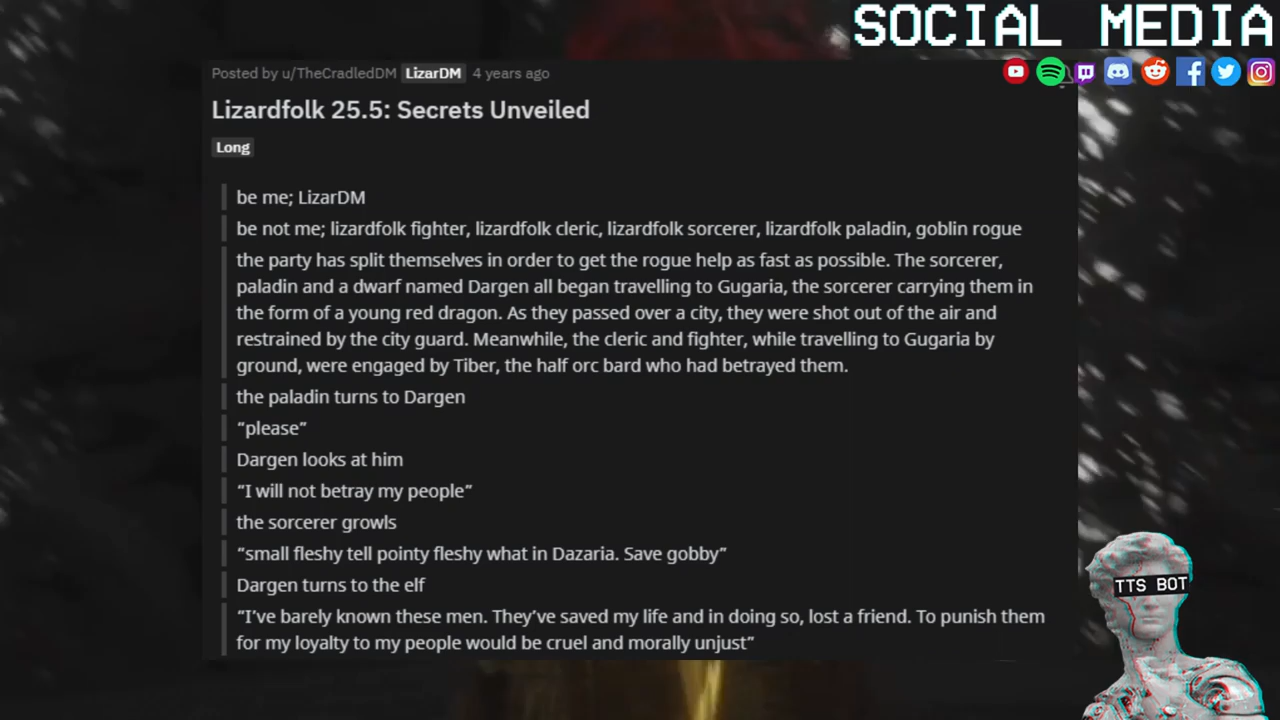 SOCIAL MEDIA
Posted by u/TheCradledDM LizarDM 4 years ago
Lizardfolk 25.5: Secrets Unveiled
Long
be me; LizarDM
be not me; lizardfolk fighter, lizardfolk cleric, lizardfolk sorcerer, lizardfolk paladin, goblin rogue
the party has split themselves in order to get the rogue help as fast as possible. The sorcerer,
paladin and a dwarf named Dargen all began travelling to Gugaria, the sorcerer carrying them in
the form of a young red dragon. As they passed over a city, they were shot out of the air and
restrained by the city guard. Meanwhile, the cleric and fighter, while travelling to Gugaria by
ground, were engaged by Tiber, the half orc bard who had betrayed them.
the paladin turns to Dargen
“please”
Dargen looks at him
“I will not betray my people”
the sorcerer growls
“small fleshy tell pointy fleshy what in Dazaria. Save gobby”
Dargen turns to the elf
“I’ve barely known these men. They’ve saved my life and in doing so, lost a friend. To punish them
for my loyalty to my people would be cruel and morally unjust”
TTS BOT